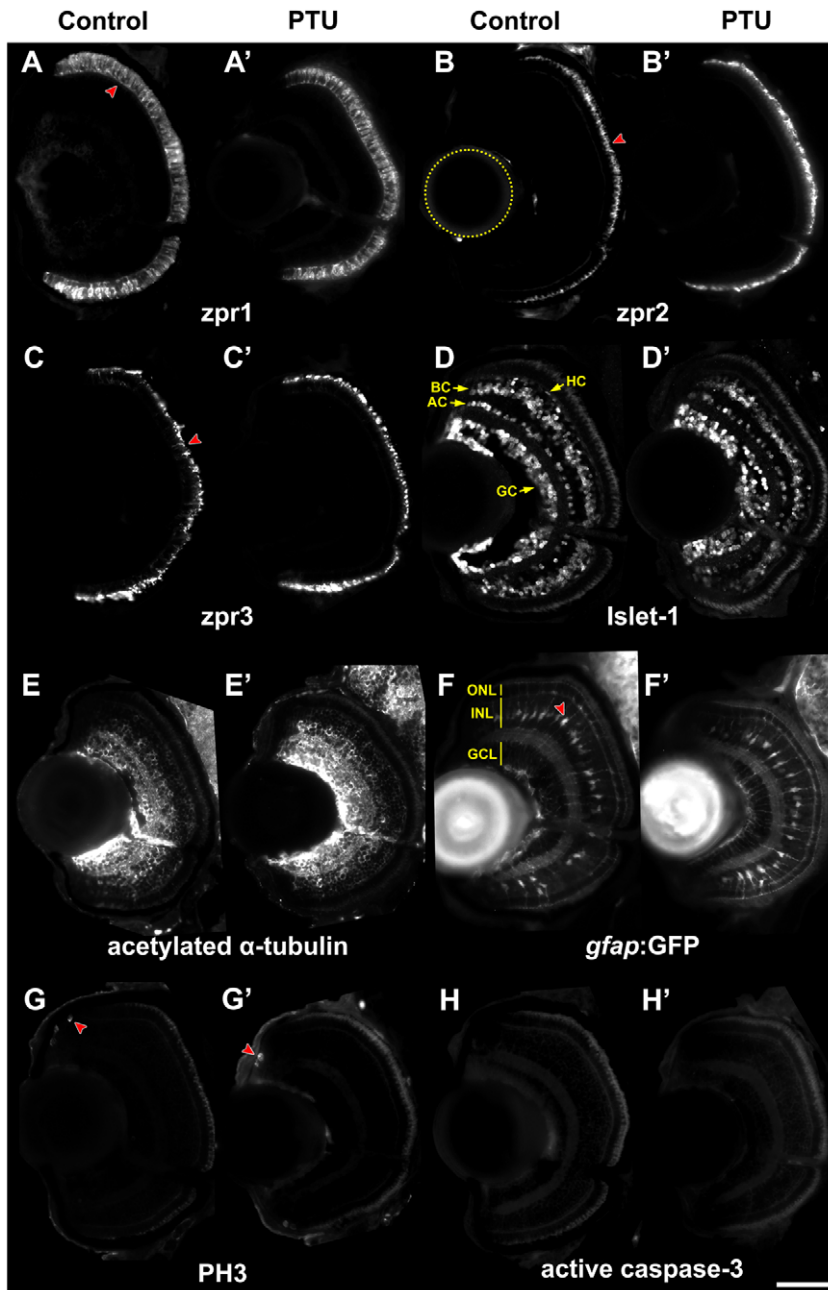 Control PTU Control PTU
A A' B B'
zpr1 zpr2
C C' D D'
BC HC
AC
GC
zpr3 Islet-1
E E' F F'
ONL
INL
GCL
acetylated α-tubulin gfap:GFP
G G' H H'
PH3 active caspase-3